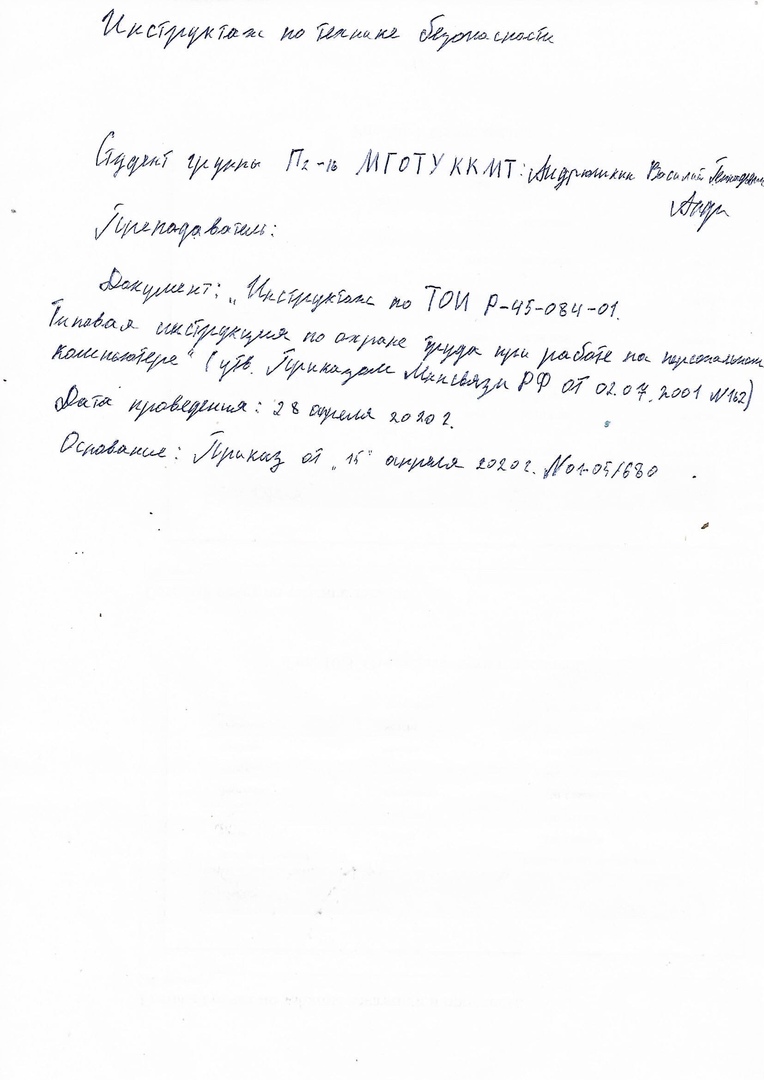 Инструктаж по технике безопасности
Студент группы П2-16 МГОТУ ККМТ: Андрюшкин Василий Геннадьевич
Андр
Преподаватель:
Документ: „Инструктаж по ТОИ Р-45-084-01.
Типовая инструкция по охране труда при работе на персональном
компьютере" (утв. Приказом Минсвязи РФ от 02.07.2001 №162)
Дата проведения: 28 апреля 2020 г.
Основание: Приказ от „15" апреля 2020 г. №01-05/680